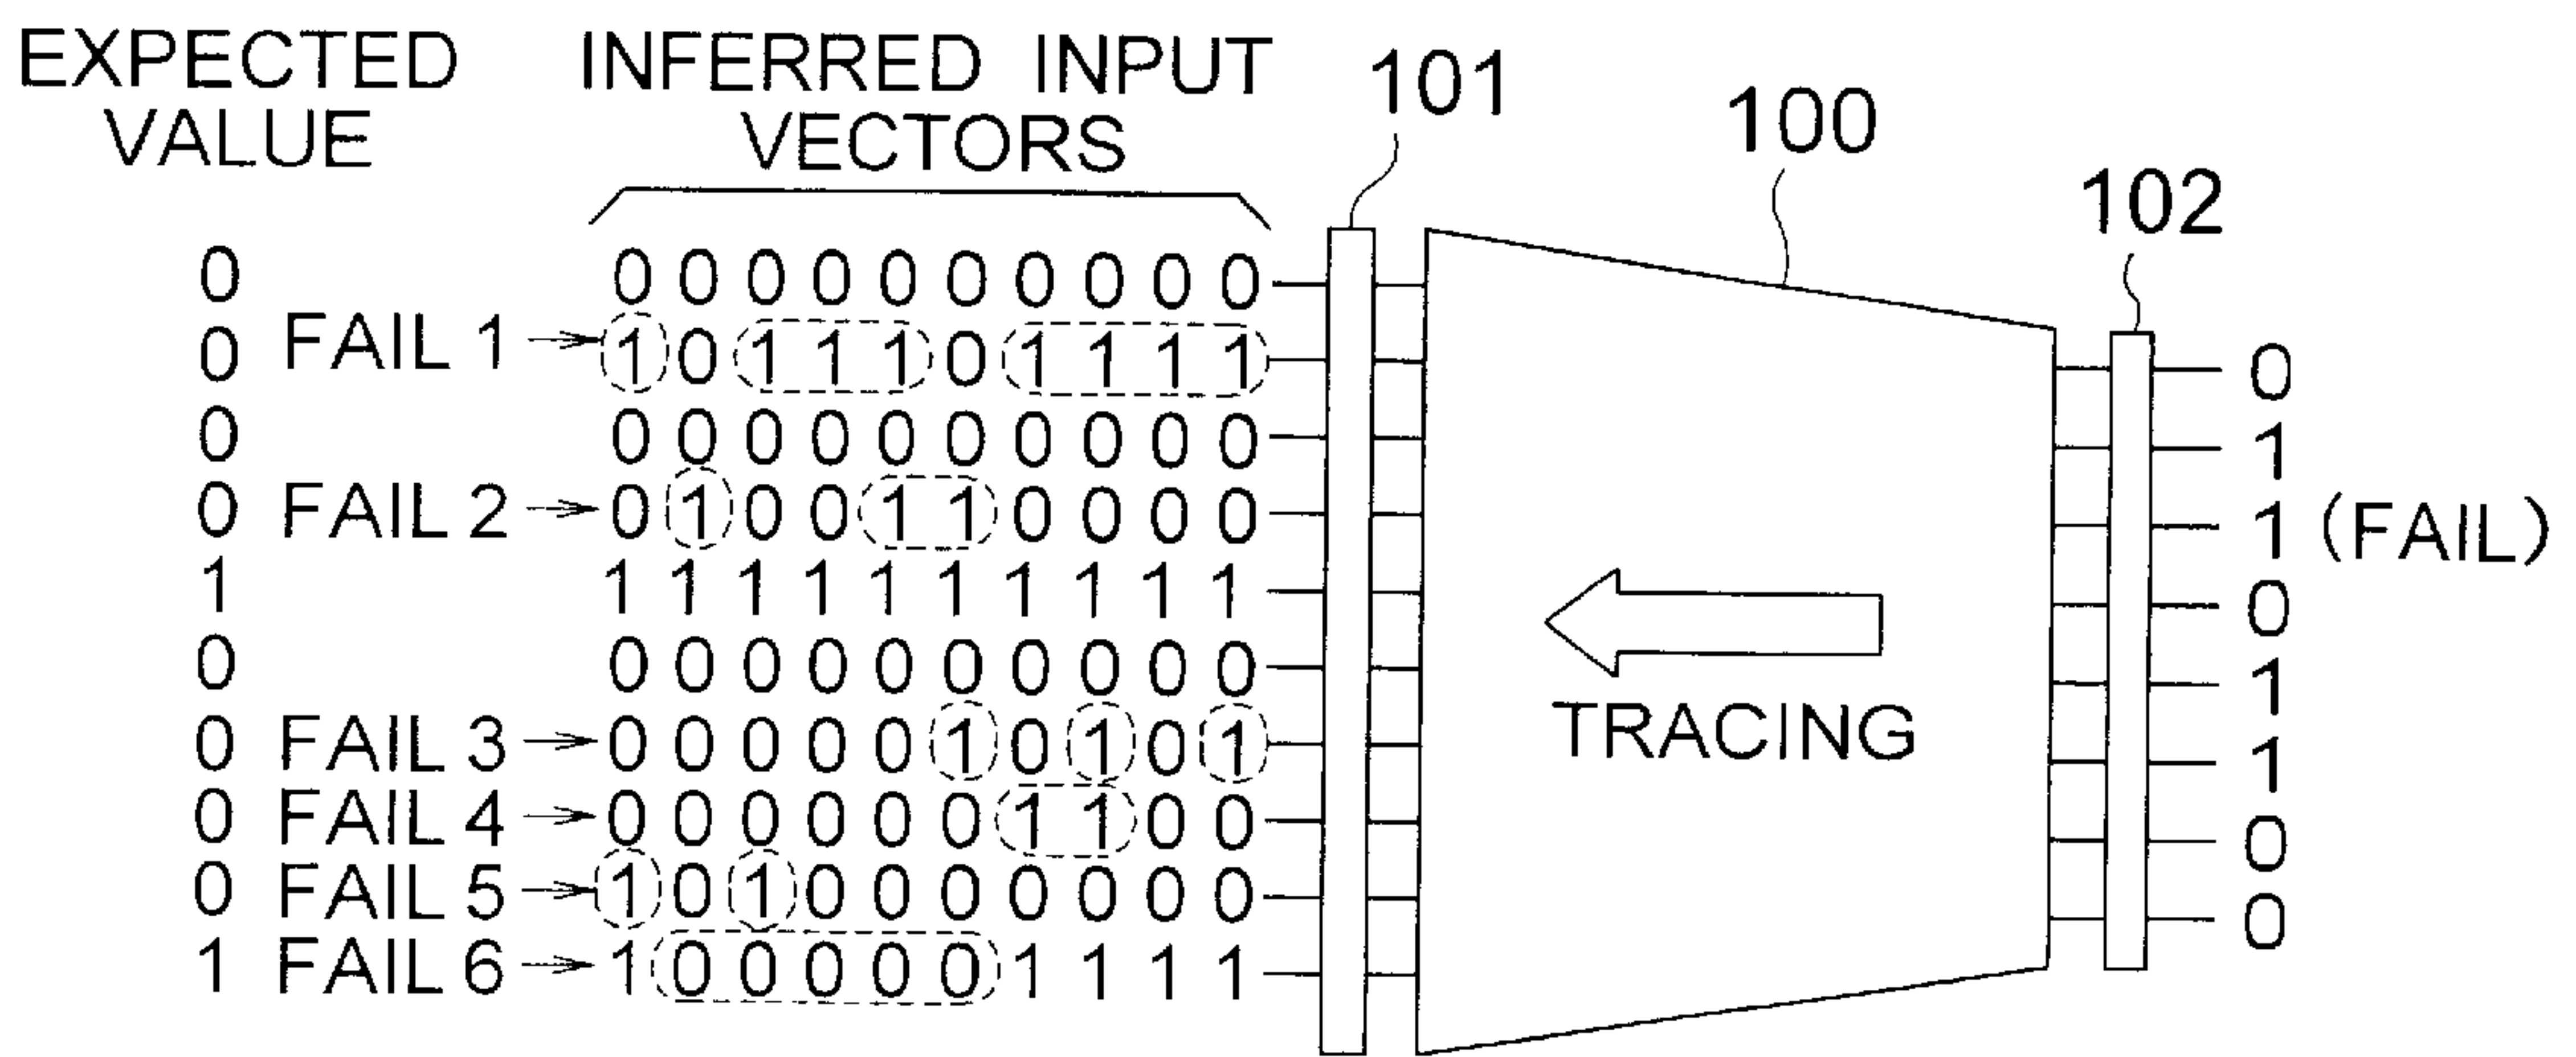 EXPECTED VALUE
INFERRED INPUT VECTORS
101
100
102
0 0 0 0 0 0 0 0 0 0 0
0 FAIL 1 1 0 1 1 1 0 1 1 1 1 0
0 0 0 0 0 0 0 0 0 0 0 1
0 FAIL 2 0 1 0 0 1 1 0 0 0 0 1 (FAIL)
1 1 1 1 1 1 1 1 1 1 1 0
0 0 0 0 0 0 0 0 0 0 0 1
0 FAIL 3 0 0 0 0 0 1 0 1 0 1 TRACING 1
0 FAIL 4 0 0 0 0 0 0 1 1 0 0 0
0 FAIL 5 1 0 1 0 0 0 0 0 0 0 0
1 FAIL 6 1 0 0 0 0 0 1 1 1 1